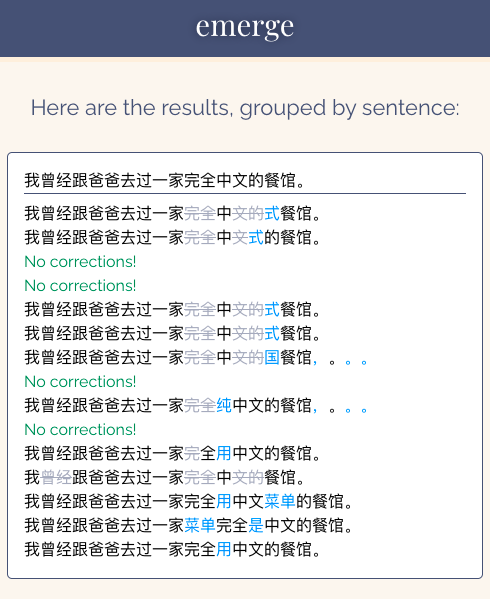 emerge
Here are the results, grouped by sentence:
我曾经跟爸爸去过一家完全中文的餐馆。
我曾经跟爸爸去过一家完全中文的式餐馆。
我曾经跟爸爸去过一家完全中文式的餐馆。
No corrections!
No corrections!
我曾经跟爸爸去过一家完全中文的式餐馆。
我曾经跟爸爸去过一家完全中文的式餐馆。
我曾经跟爸爸去过一家完全中文的国餐馆，。。。
No corrections!
我曾经跟爸爸去过一家完全纯中文的餐馆，。。。
No corrections!
我曾经跟爸爸去过一家完全用中文的餐馆。
我曾经跟爸爸去过一家完全中文的餐馆。
我曾经跟爸爸去过一家完全用中文菜单的餐馆。
我曾经跟爸爸去过一家菜单完全是中文的餐馆。
我曾经跟爸爸去过一家完全用中文的餐馆。